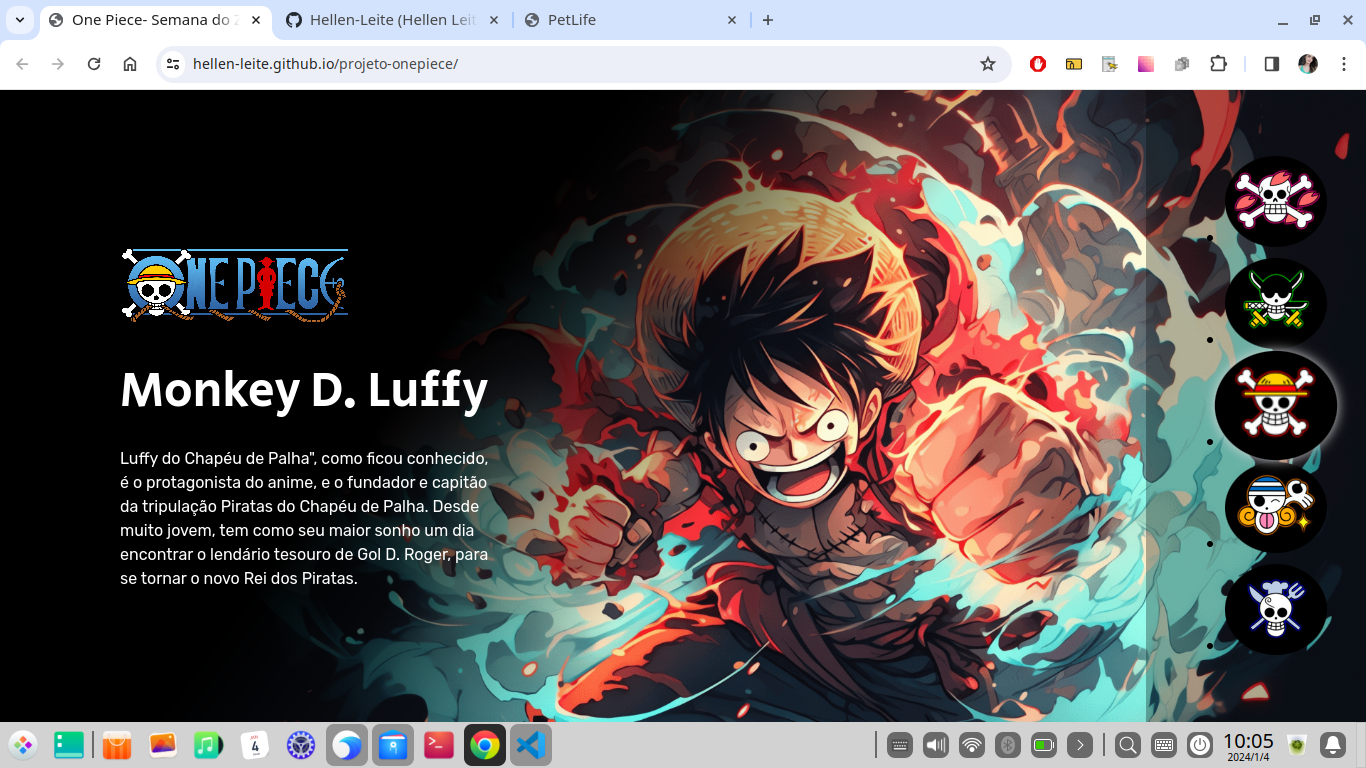 One Piece- Semana do Z
Hellen-Leite (Hellen Leit
PetLife
hellen-leite.github.io/projeto-onepiece/
ONE PIECE
Monkey D. Luffy
Luffy do Chapéu de Palha", como ficou conhecido,
é o protagonista do anime, e o fundador e capitão
da tripulação Piratas do Chapéu de Palha. Desde
muito jovem, tem como seu maior sonho um dia
encontrar o lendário tesouro de Gol D. Roger, para
se tornar o novo Rei dos Piratas.
4
10:05
2024/1/4